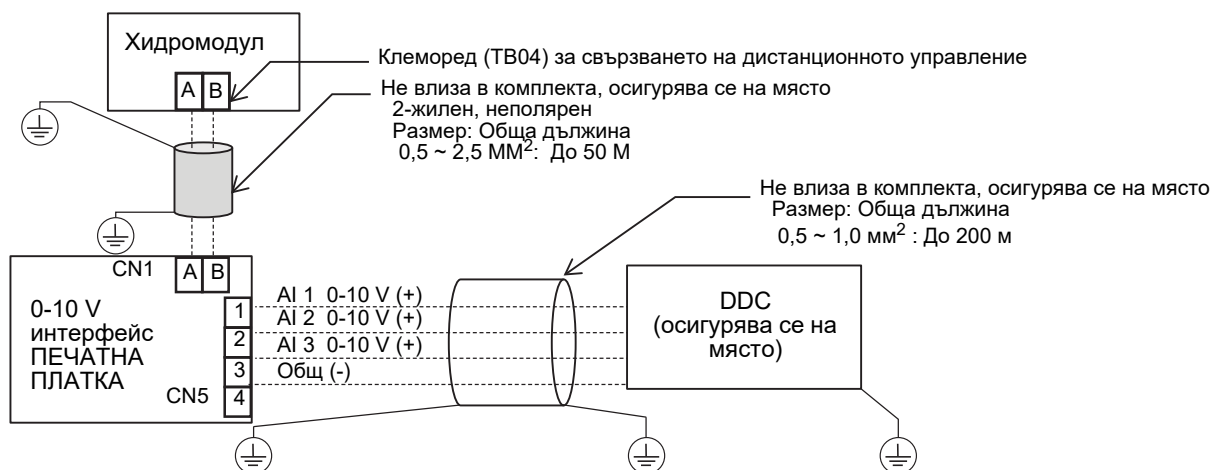 Хидромодул
A B
Клеморед (TB04) за свързването на дистанционното управление
Не влиза в комплекта, осигурява се на място
2-жилен, неполярен
Размер: Обща дължина
0,5 ~ 2,5 ММ²: До 50 М
Не влиза в комплекта, осигурява се на място
Размер: Обща дължина
0,5 ~ 1,0 мм² : До 200 м
CN1
A B
0-10 V
интерфейс
ПЕЧАТНА
ПЛАТКА
CN5
1
2
3
4
AI 1 0-10 V (+)
AI 2 0-10 V (+)
AI 3 0-10 V (+)
Общ (-)
DDC
(осигурява се на
място)